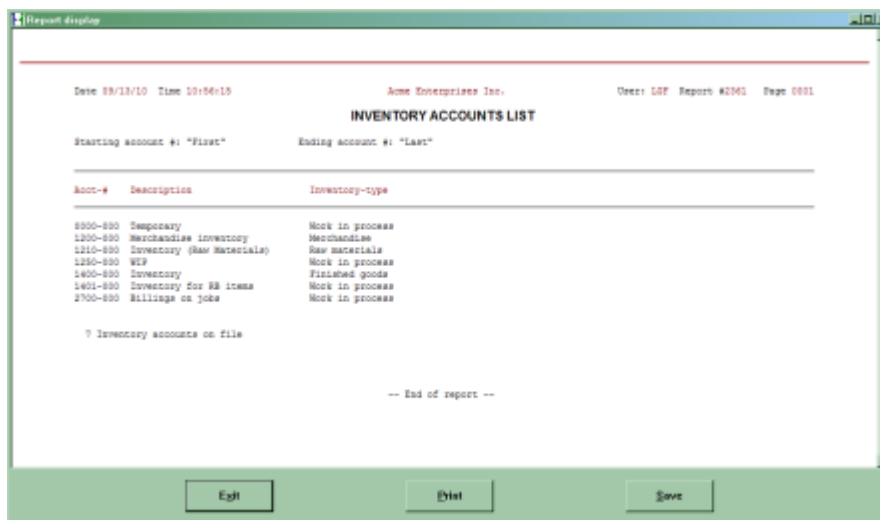 Report display
Date 09/13/10 Time 10:56:15 Acme Enterprises Inc. User: LGF Report #2361 Page 0001
INVENTORY ACCOUNTS LIST
Starting account #: "First" Ending account #: "Last"
Acct-# Description Inventory-type
0000-000 Temporary Work in process
1200-000 Merchandise inventory Merchandise
1210-000 Inventory (Raw Materials) Raw materials
1250-000 WIP Work in process
1400-000 Inventory Finished goods
1401-000 Inventory for RB items Work in process
2700-000 Billings on jobs Work in process
7 Inventory accounts on file
-- End of report --
Exit Print Save